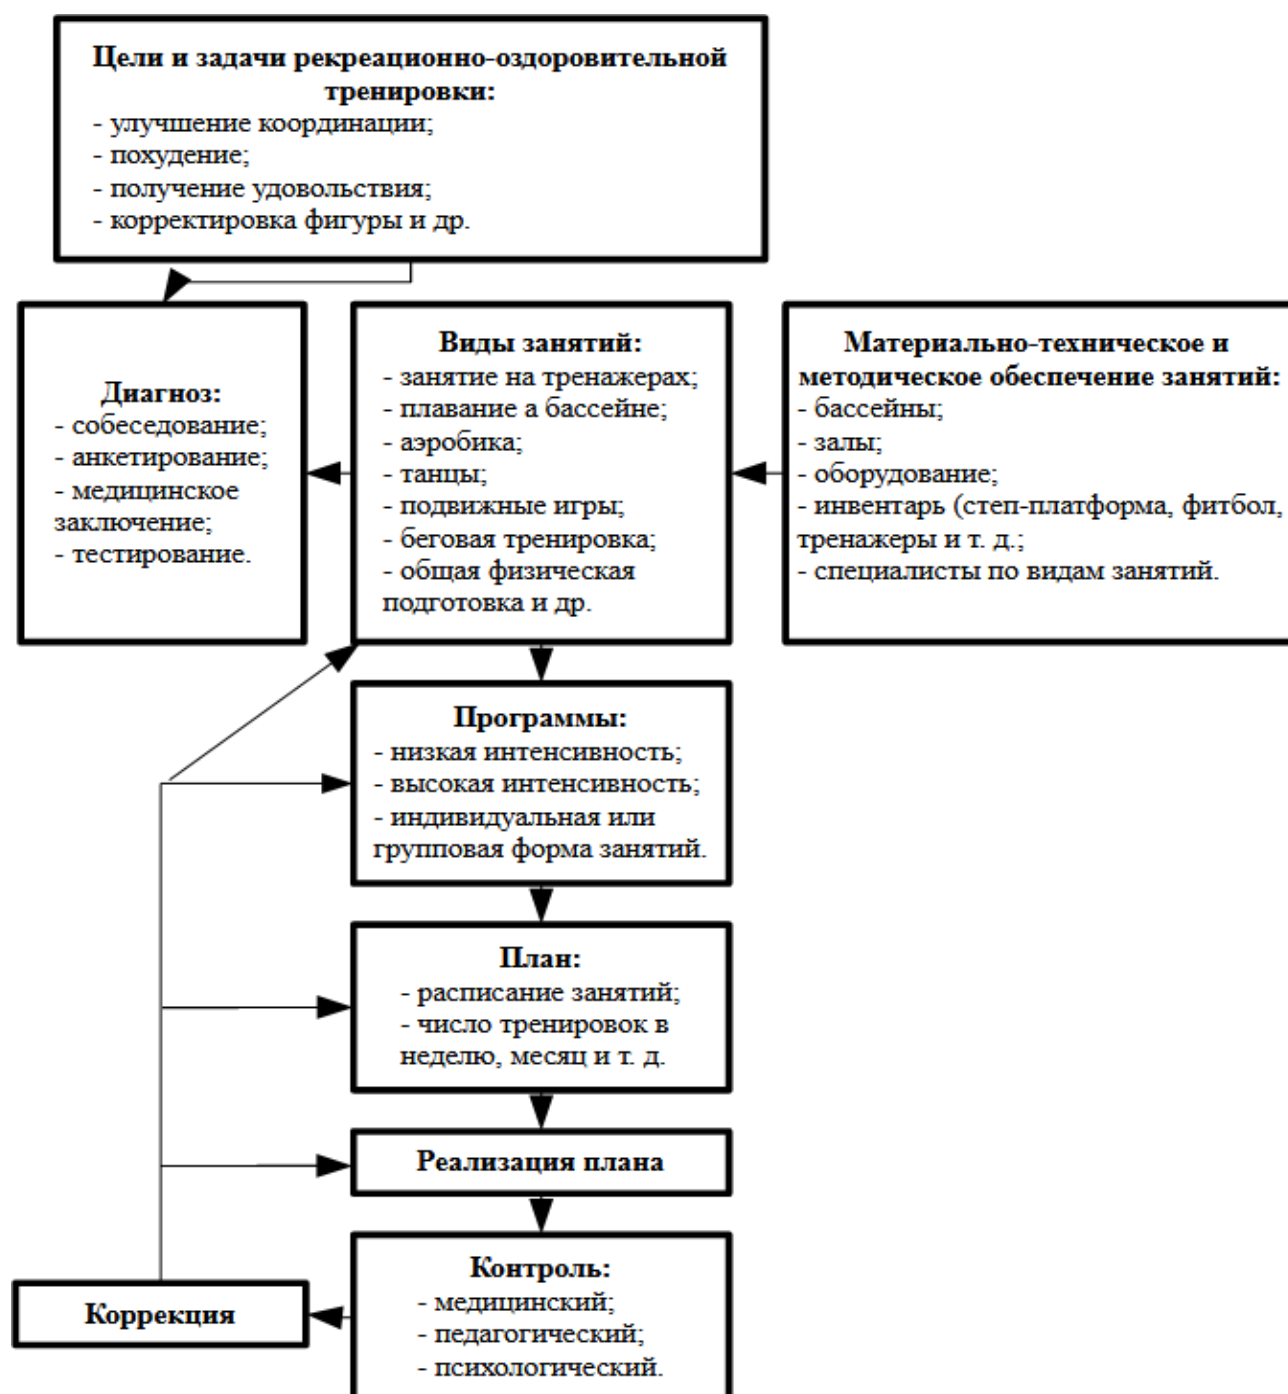 Цели и задачи рекреационно-оздоровительной
тренировки:
- улучшение координации;
- похудение;
- получение удовольствия;
- корректировка фигуры и др.
Диагноз:
- собеседование;
- анкетирование;
- медицинское
заключение;
- тестирование.
Виды занятий:
- занятие на тренажерах;
- плавание а бассейне;
- аэробика;
- танцы;
- подвижные игры;
- беговая тренировка;
- общая физическая
подготовка и др.
Материально-техническое и
методическое обеспечение занятий:
- бассейны;
- залы;
- оборудование;
- инвентарь (степ-платформа, фитбол,
тренажеры и т. д.;
- специалисты по видам занятий.
Программы:
- низкая интенсивность;
- высокая интенсивность;
- индивидуальная или
групповая форма занятий.
План:
- расписание занятий;
- число тренировок в
неделю, месяц и т. д.
Реализация плана
Контроль:
- медицинский;
- педагогический;
- психологический.
Коррекция